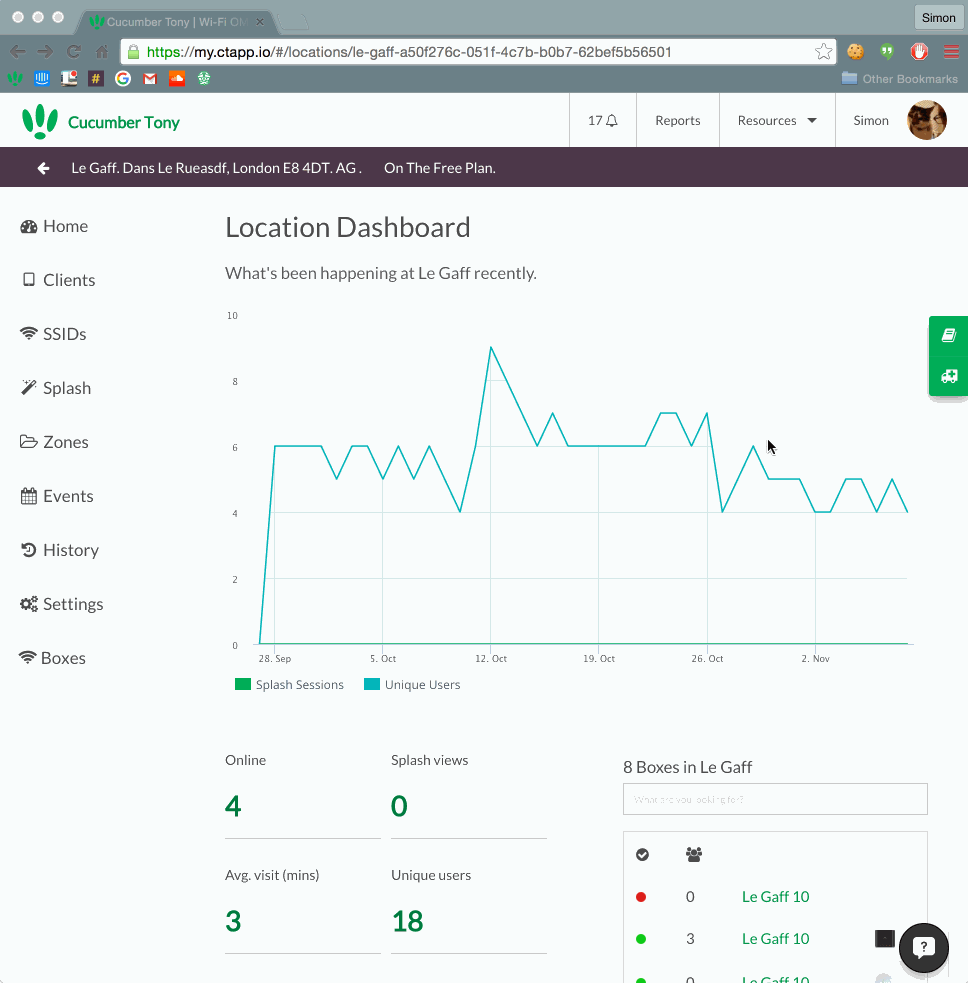 Simon
Cucumber Tony | Wi-Fi OM
https://my.ctapp.io/#/locations/le-gaff-a50f276c-051f-4c7b-b0b7-62bef5b56501
Other Bookmarks
Cucumber Tony
17
Reports
Resources
Simon
Le Gaff. Dans Le Rueasdf, London E8 4DT. AG .
On The Free Plan.
Home
Clients
SSIDs
Splash
Zones
Events
History
Settings
Boxes
Location Dashboard
What's been happening at Le Gaff recently.
10
8
6
4
2
0
28. Sep
5. Oct
12. Oct
19. Oct
26. Oct
2. Nov
Splash Sessions
Unique Users
Online
Splash views
4
0
Avg. visit (mins)
Unique users
3
18
8 Boxes in Le Gaff
What are you looking for?
0
Le Gaff 10
3
Le Gaff 10
0
Le Gaff 10